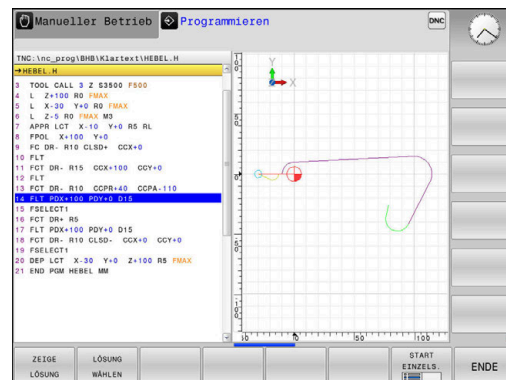 Manueller Betrieb
Programmieren
DNC
TNC:\nc_prog\BHB\Klartext\HEBEL.H
→HEBEL.H
3 TOOL CALL 3 Z S3500 F500
4 L Z+100 R0 FMAX
5 L X-30 Y+0 R0 FMAX
6 L Z-5 R0 FMAX M3
7 APPR LCT X-10 Y+0 R5 RL
8 FPOL X+100 Y+0
9 FC DR- R10 CLSD+ CCX+0
10 FLT
11 FCT DR- R15 CCX+100 CCY+0
12 FLT
13 FCT DR- R10 CCPR+40 CCPA-110
14 FLT PDX+100 PDY+0 D15
15 FSELECT1
16 FCT DR+ R5
17 FLT PDX+100 PDY+0 D15
18 FCT DR- R10 CLSD- CCX+0 CCY+0
19 FSELECT1
20 DEP LCT X-30 Y+0 Z+100 R5 FMAX
21 END PGM HEBEL MM
Y
X
100
50
0
50
100
50
0
50
100
ZEIGE
LÖSUNG
LÖSUNG
WÄHLEN
START
EINZELS.
ENDE